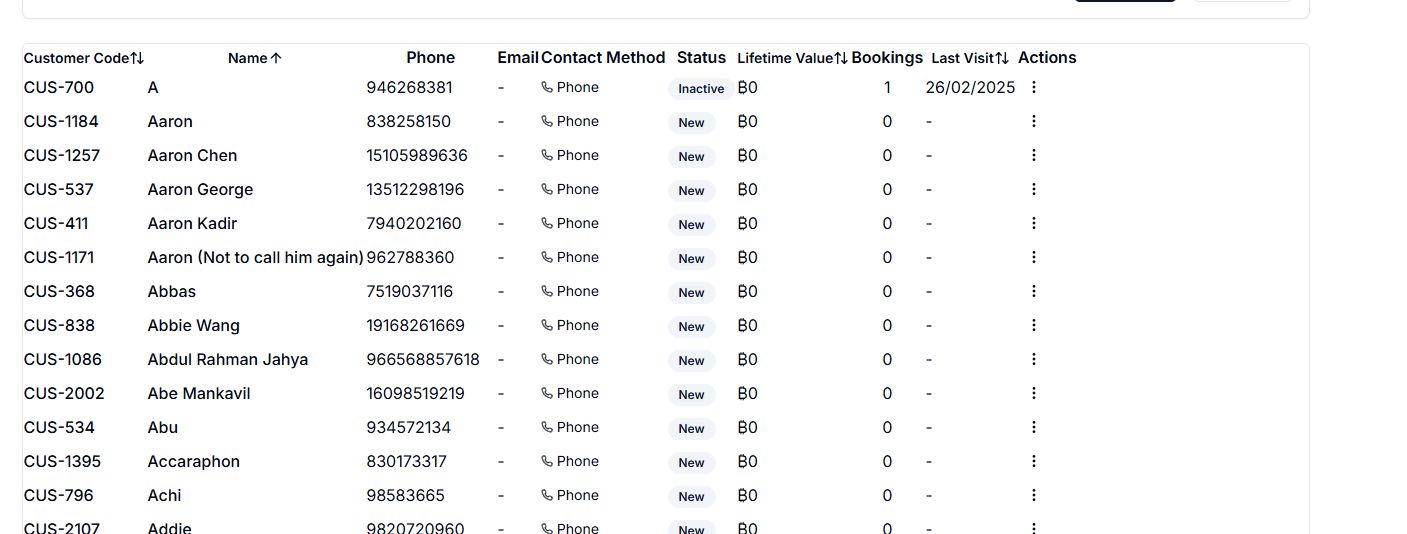 Customer Code Name Phone Email Contact Method Status Lifetime Value Bookings Last Visit Actions
CUS-700 A 946268381 - Phone Inactive ฿0 1 26/02/2025
CUS-1184 Aaron 838258150 - Phone New ฿0 0 -
CUS-1257 Aaron Chen 15105989636 - Phone New ฿0 0 -
CUS-537 Aaron George 13512298196 - Phone New ฿0 0 -
CUS-411 Aaron Kadir 7940202160 - Phone New ฿0 0 -
CUS-1171 Aaron (Not to call him again) 962788360 - Phone New ฿0 0 -
CUS-368 Abbas 7519037116 - Phone New ฿0 0 -
CUS-838 Abbie Wang 19168261669 - Phone New ฿0 0 -
CUS-1086 Abdul Rahman Jahya 966568857618 - Phone New ฿0 0 -
CUS-2002 Abe Mankavil 16098519219 - Phone New ฿0 0 -
CUS-534 Abu 934572134 - Phone New ฿0 0 -
CUS-1395 Accaraphon 830173317 - Phone New ฿0 0 -
CUS-796 Achi 98583665 - Phone New ฿0 0 -
CUS-2107 Addie 9820720960 - Phone New ฿0 0 -